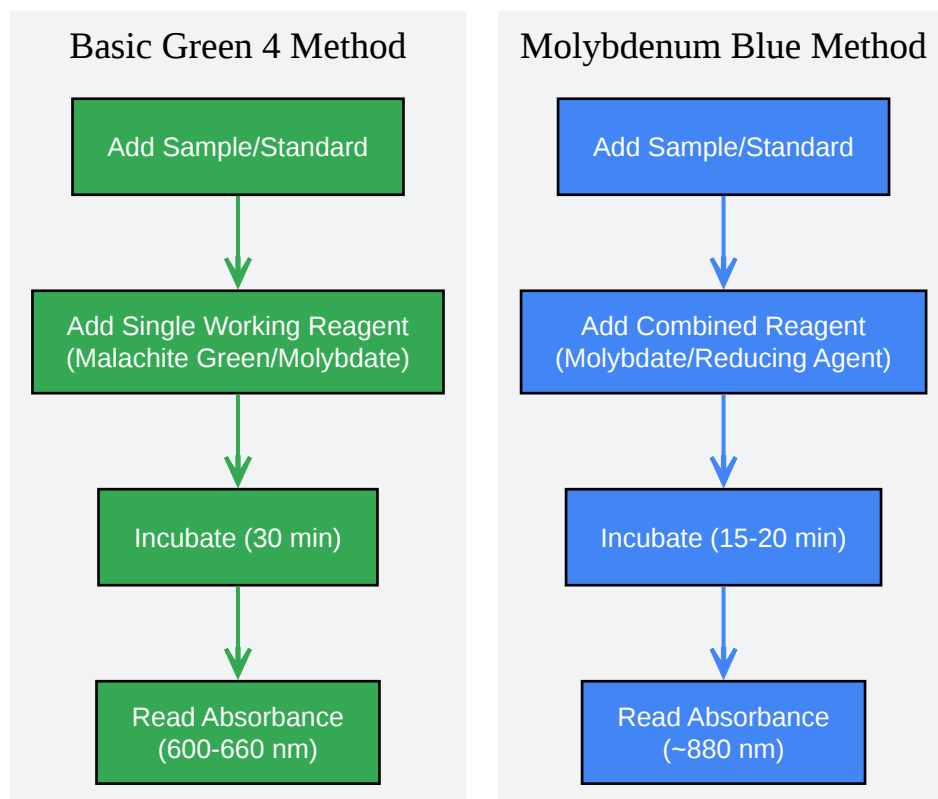 Basic Green 4 Method
Add Sample/Standard
Add Single Working Reagent
(Malachite Green/Molybdate)
Incubate (30 min)
Read Absorbance
(600-660 nm)
Molybdenum Blue Method
Add Sample/Standard
Add Combined Reagent
(Molybdate/Reducing Agent)
Incubate (15-20 min)
Read Absorbance
(~880 nm)